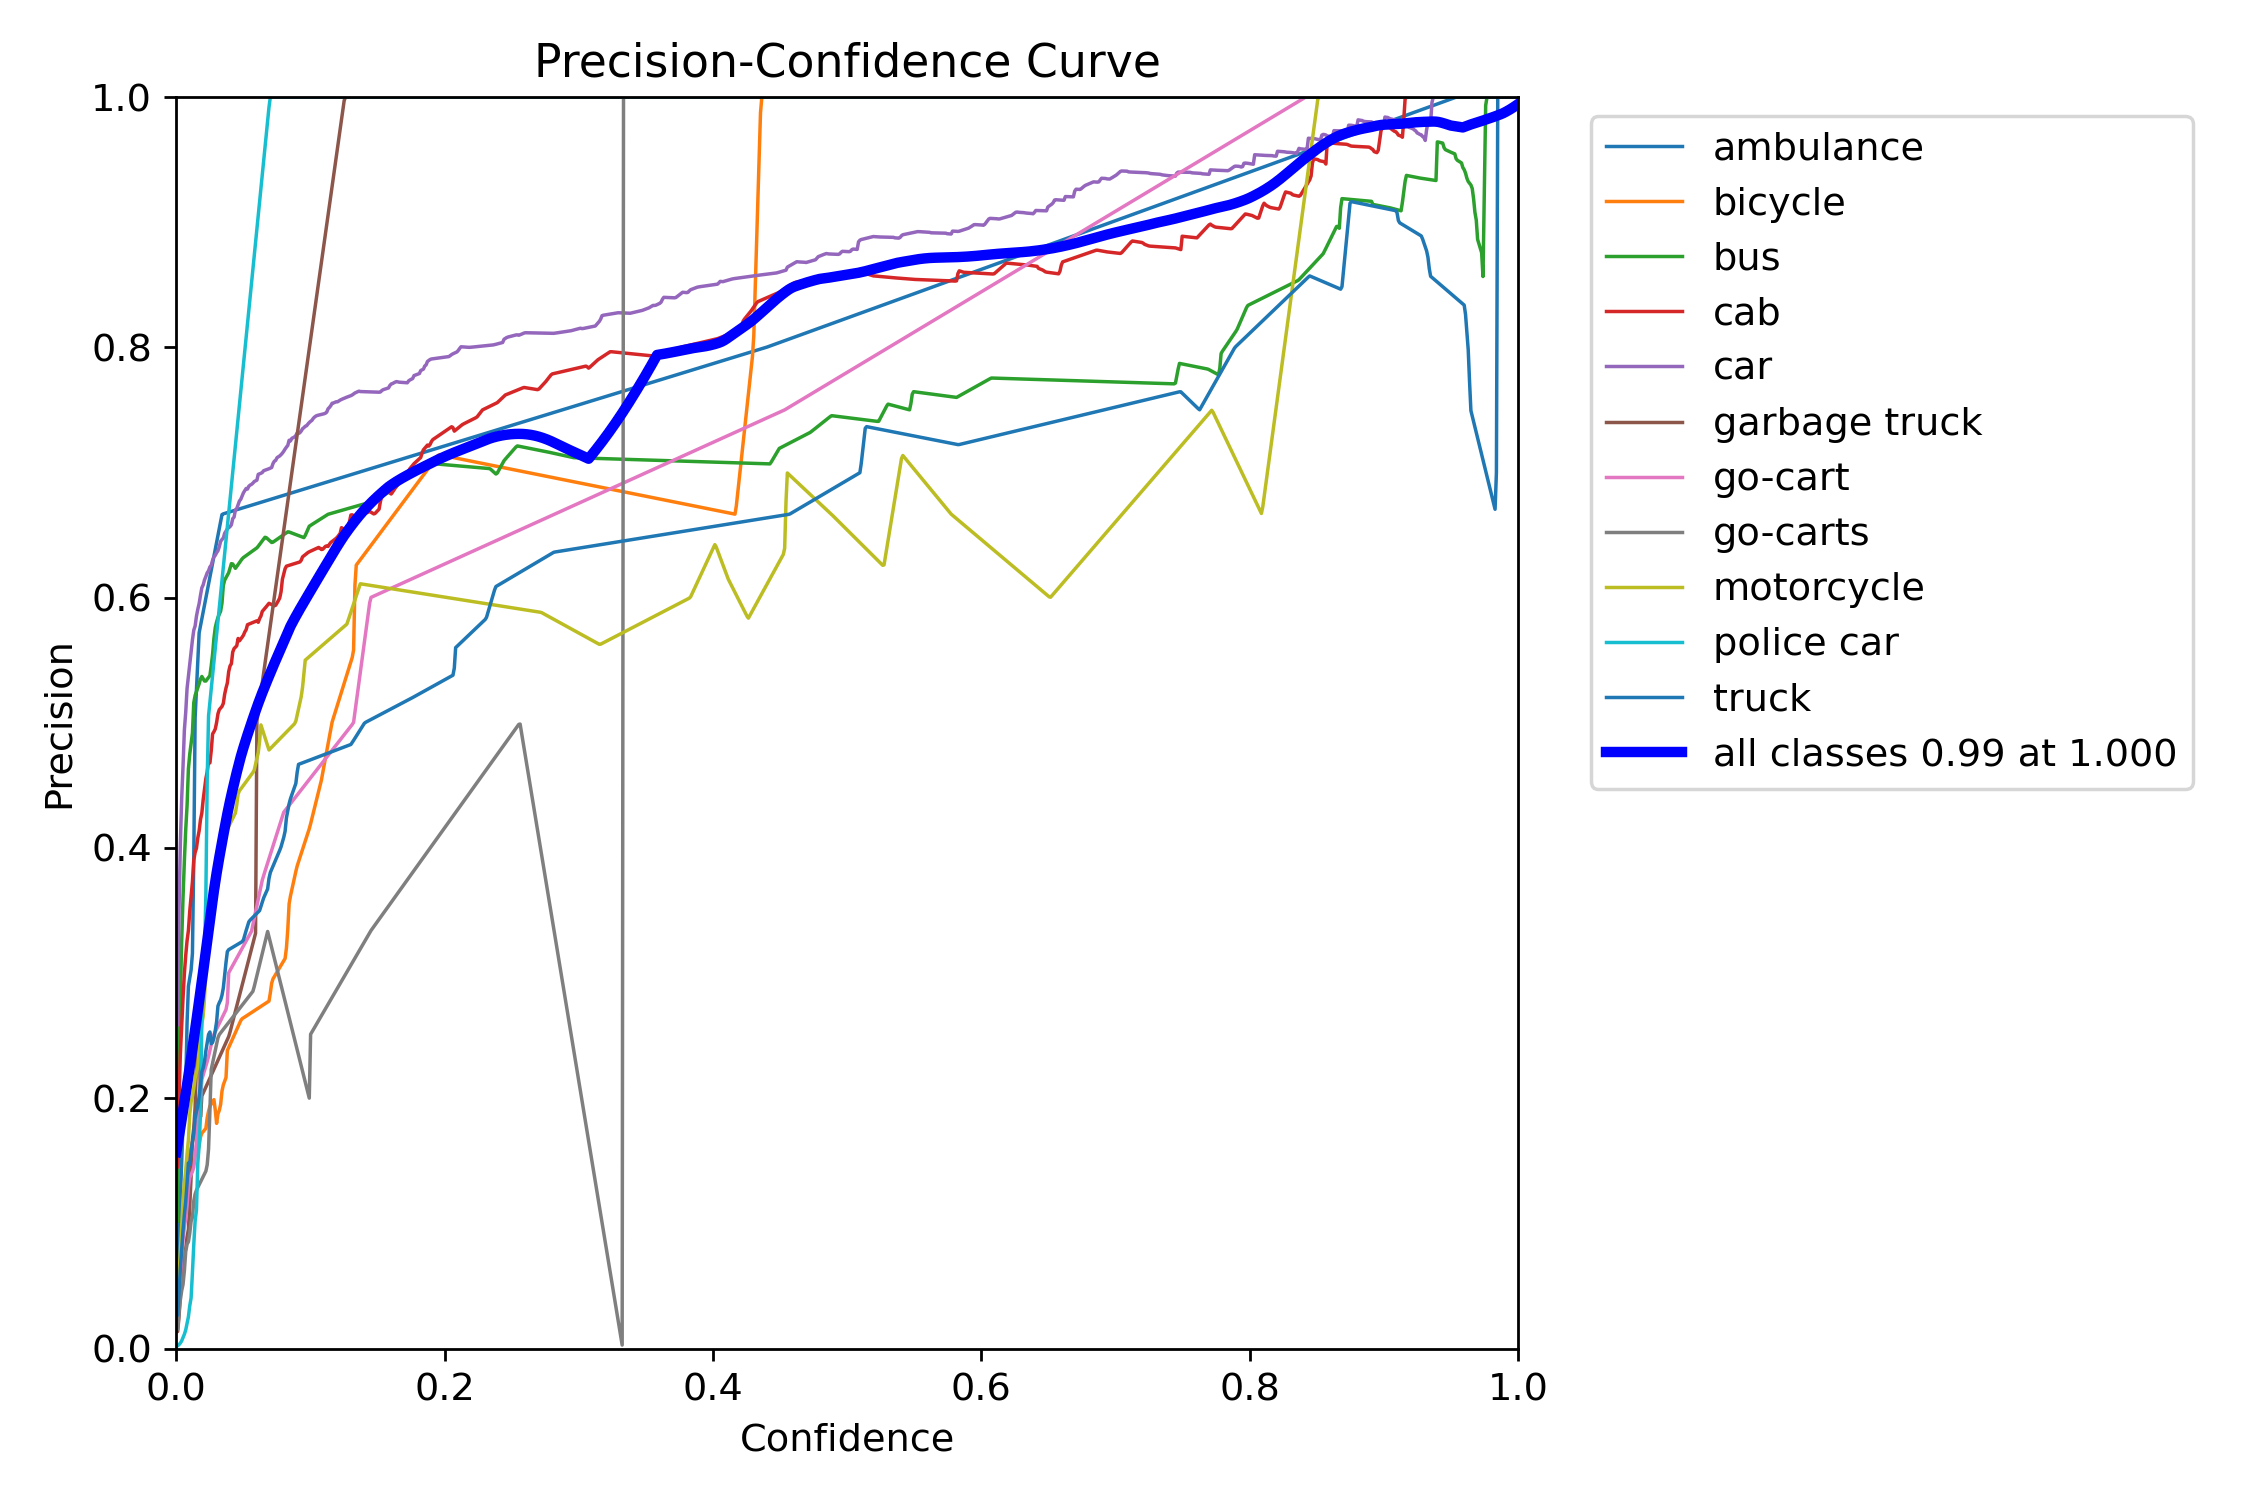 Precision-Confidence Curve
1.0
0.8
0.6
0.4
0.2
0.0
Precision
0.0 0.2 0.4 0.6 0.8 1.0
Confidence
ambulance
bicycle
bus
cab
car
garbage truck
go-cart
go-carts
motorcycle
police car
truck
all classes 0.99 at 1.000